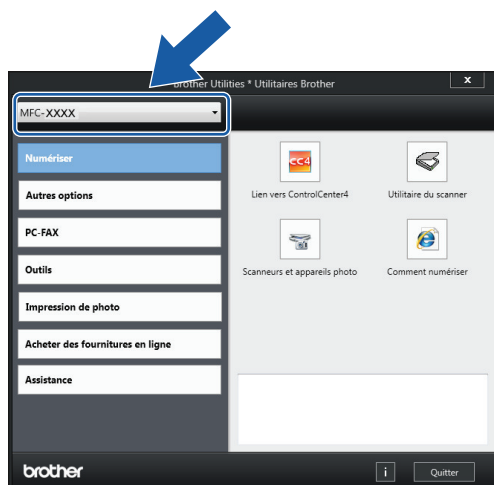 Brother Utilities * Utilitaires Brother
x
MFC-XXXX
Numériser
Autres options
PC-FAX
Outils
Impression de photo
Acheter des fournitures en ligne
Assistance
CC4
Lien vers ControlCenter4
Utilitaire du scanner
Scanneurs et appareils photo
Comment numériser
brother
i
Quitter